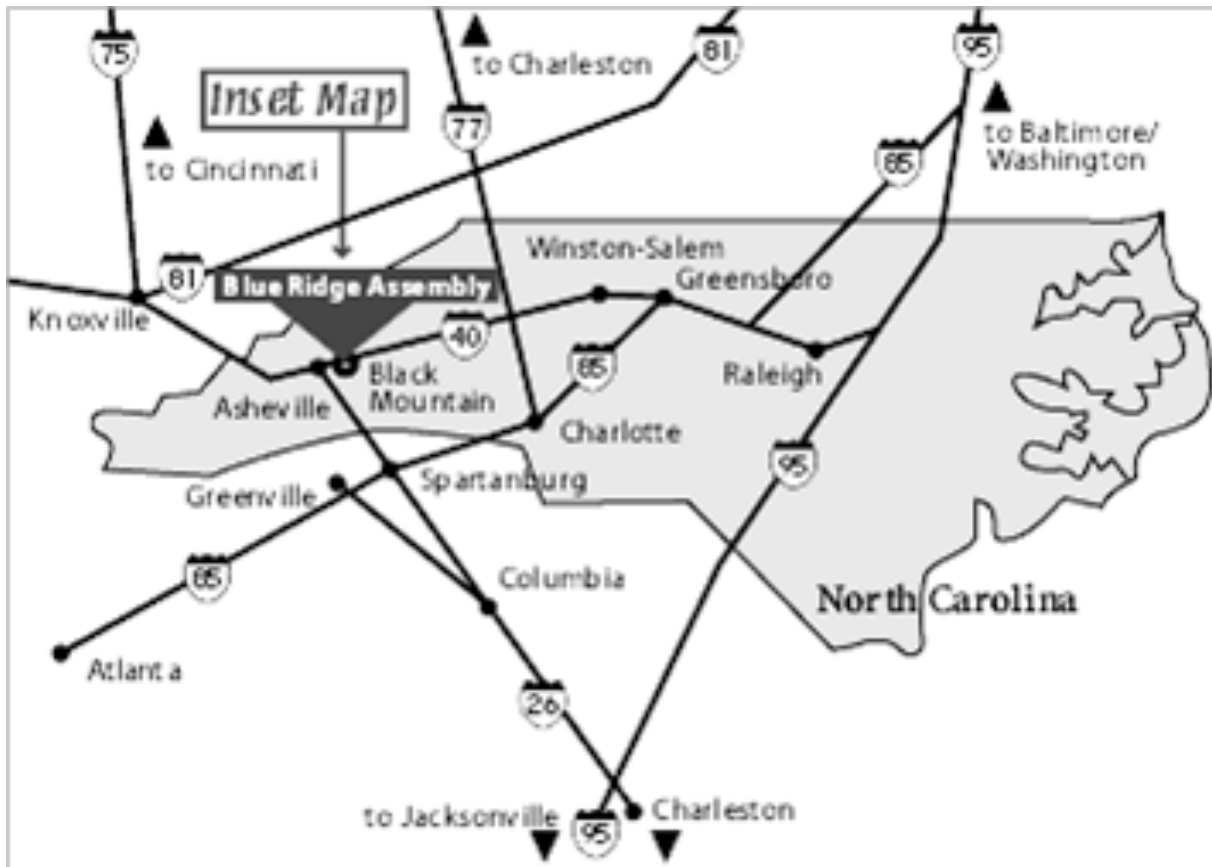 75
81
95
to Charleston
Inset Map
77
to Cincinnati
85
to Baltimore/
Washington
Winston-Salem
81
Greensboro
Blue Ridge Assembly
Knoxville
40
85
Raleigh
Black
Mountain
Asheville
Charlotte
95
Spartanburg
Greenville
85
Columbia
North Carolina
Atlanta
26
to Jacksonville
95
Charleston